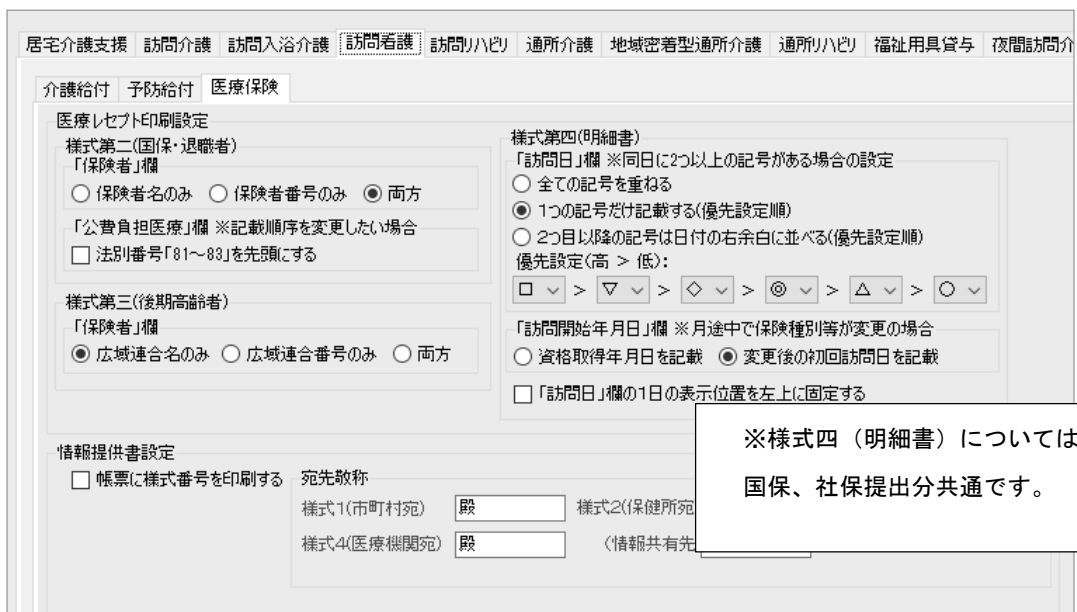 居宅介護支援 訪問介護 訪問入浴介護 訪問看護 訪問リハビリ 通所介護 地域密着型通所介護 通所リハビリ 福祉用具貸与 夜間訪問介
介護給付 予防給付 医療保険
医療レセプト印刷設定
様式第二(国保・退職者)
「保険者」欄
保険者名のみ 保険者番号のみ 両方
「公費負担医療」欄 ※記載順序を変更したい場合
法別番号「81～83」を先頭にする
様式第三(後期高齢者)
「保険者」欄
広域連合名のみ 広域連合番号のみ 両方
様式第四(明細書)
「訪問日」欄 ※同日に2つ以上の記号がある場合の設定
全ての記号を重ねる
1つの記号だけ記載する(優先設定順)
2つ目以降の記号は日付の右余白に並べる(優先設定順)
優先設定(高 > 低):
□ > ▽ > ◇ > ◎ > △ > ○
「訪問開始年月日」欄 ※月途中で保険種別等が変更の場合
資格取得年月日を記載 変更後の初回訪問日を記載
「訪問日」欄の1日の表示位置を左上に固定する
※様式四（明細書）については
国保、社保提出分共通です。
情報提供書設定
帳票に様式番号を印刷する
宛先敬称
様式1(市町村宛) 殿 様式2(保健所宛
様式4(医療機関宛) 殿 (情報共有先